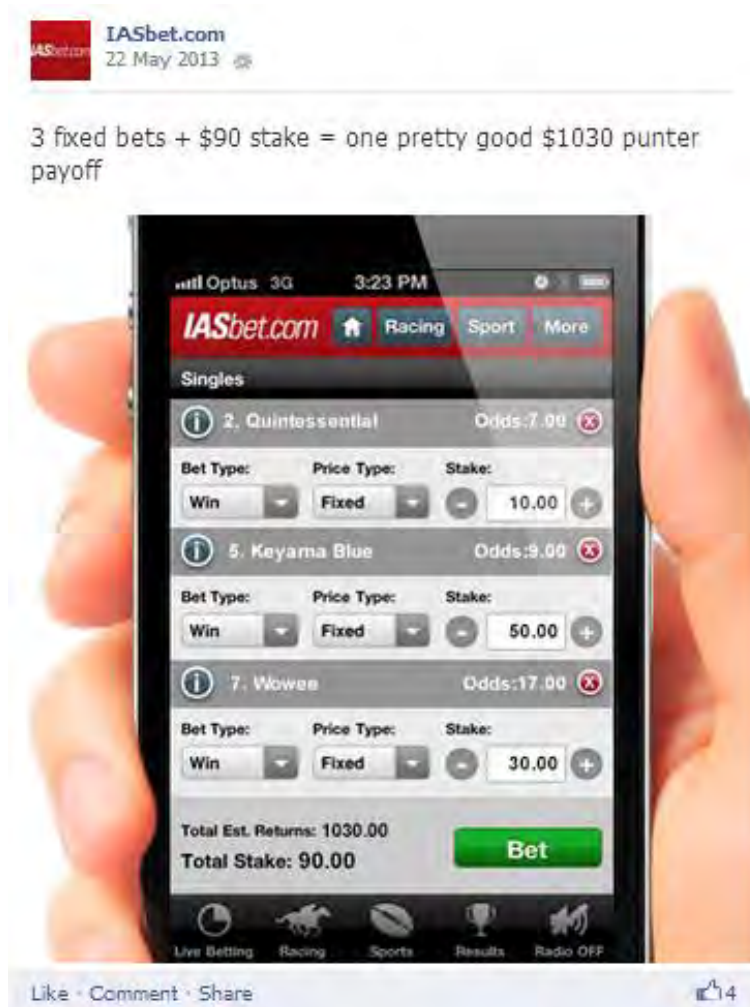 IASbet.com
IASbet.com
22 May 2013
3 fixed bets + $90 stake = one pretty good $1030 punter
payoff
Optus 3G 3:23 PM
IASbet.com Racing Sport More
Singles
2. Quintessential Odds:7.00
Bet Type: Price Type: Stake:
Win Fixed - 10.00 +
5. Keyama Blue Odds:9.00
Bet Type: Price Type: Stake:
Win Fixed - 50.00 +
7. Wowee Odds:17.00
Bet Type: Price Type: Stake:
Win Fixed - 30.00 +
Total Est. Returns: 1030.00
Total Stake: 90.00 Bet
Live Betting Racing Sports Results Radio OFF
Like · Comment · Share 4